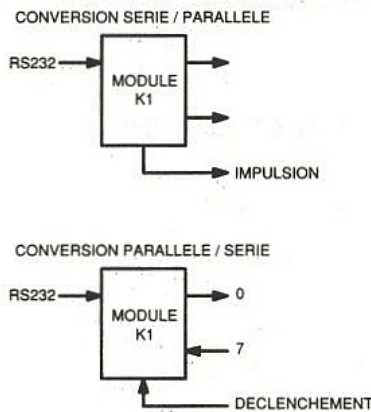 CONVERSION SERIE / PARALLELE
RS232
MODULE
K1
IMPULSION
CONVERSION PARALLELE / SERIE
RS232
0
MODULE
K1
7
DECLENCHEMENT